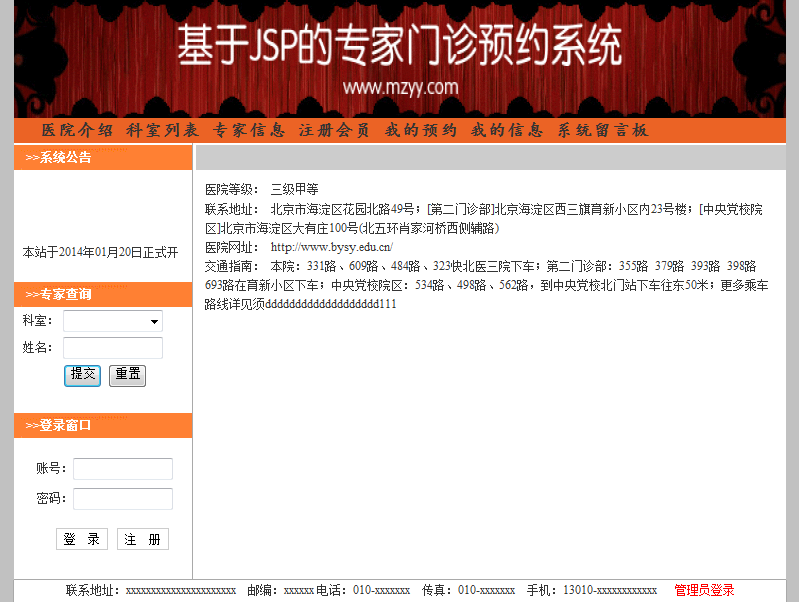 基于JSP的专家门诊预约系统
www.mzyy.com
医院介绍 科室列表 专家信息 注册会员 我的预约 我的信息 系统留言板
>>系统公告
本站于2014年01月20日正式开
>>专家查询
科室：
姓名：
提交 重置
>>登录窗口
账号：
密码：
登 录 注 册
医院等级： 三级甲等
联系地址： 北京市海淀区花园北路49号；[第二门诊部]北京海淀区西三旗育新小区内23号楼；[中央党校院
区]北京市海淀区大有庄100号(北五环肖家河桥西侧辅路)
医院网址： http://www.bysy.edu.cn/
交通指南： 本院：331路、609路、484路、323快北医三院下车；第二门诊部：355路 379路 393路 398路
693路在育新小区下车；中央党校院区：534路、498路、562路，到中央党校北门站下车往东50米；更多乘车
路线详见须ddddddddddddddddddd111
联系地址：xxxxxxxxxxxxxxxxxxxxxx 邮编：xxxxxx 电话：010-xxxxxxx 传真：010-xxxxxxx 手机：13010-xxxxxxxxxxxx 管理员登录